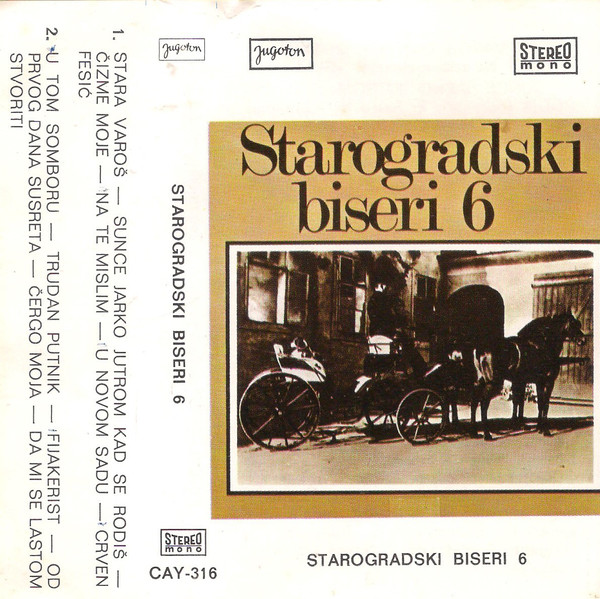 1. STARA VAROŠ — SUNCE JARKO JUTROM KAD SE RODIŠ —
ČIZME MOJE — NA TE MISLIM — U NOVOM SADU — CRVEN
FESIĆ
2. U TOM SOMBORU — TRUDAN PUTNIK — FIJAKERIST — OD
PRVOG DANA SUSRETA — ČERGO MOJA — DA MI SE LASTOM
STVORITI
Jugoton
STAROGRADSKI BISERI 6
STEREO
mono
CAY-316
Jugoton
STEREO
mono
Starogradski
biseri 6
STAROGRADSKI BISERI 6